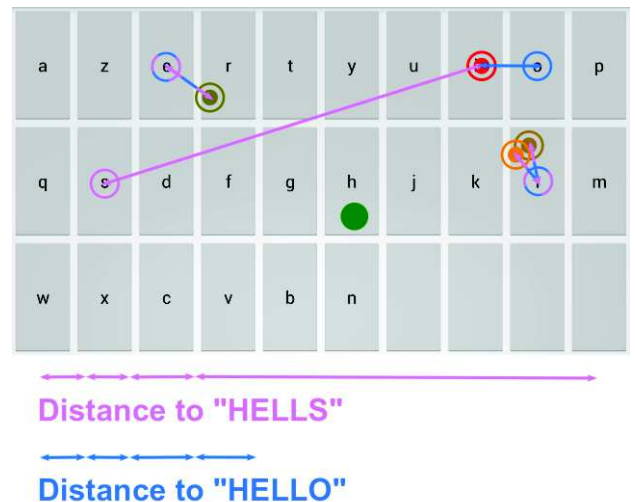 a z e r t y u o p
q s d f g h j k l m
w x c v b n
Distance to "HELLS"
Distance to "HELLO"